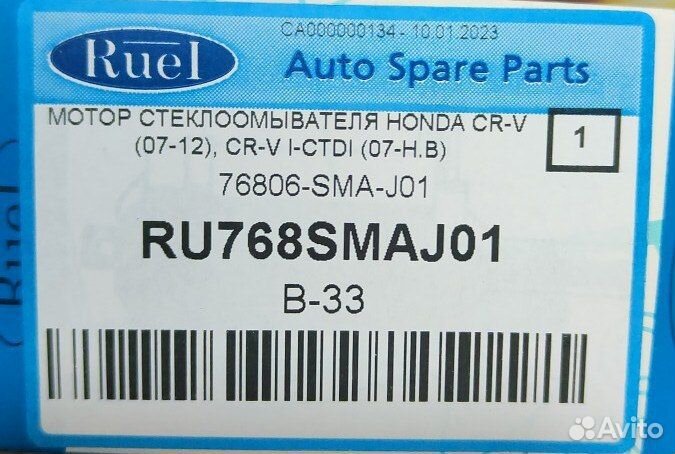 CA000000134 - 10.01.2023
Ruel
Auto Spare Parts
МОТОР СТЕКЛООМЫВАТЕЛЯ HONDA CR-V
(07-12), CR-V I-CTDI (07-Н.В)
1
76806-SMA-J01
RU768SMAJ01
B-33
Ruel
Avito